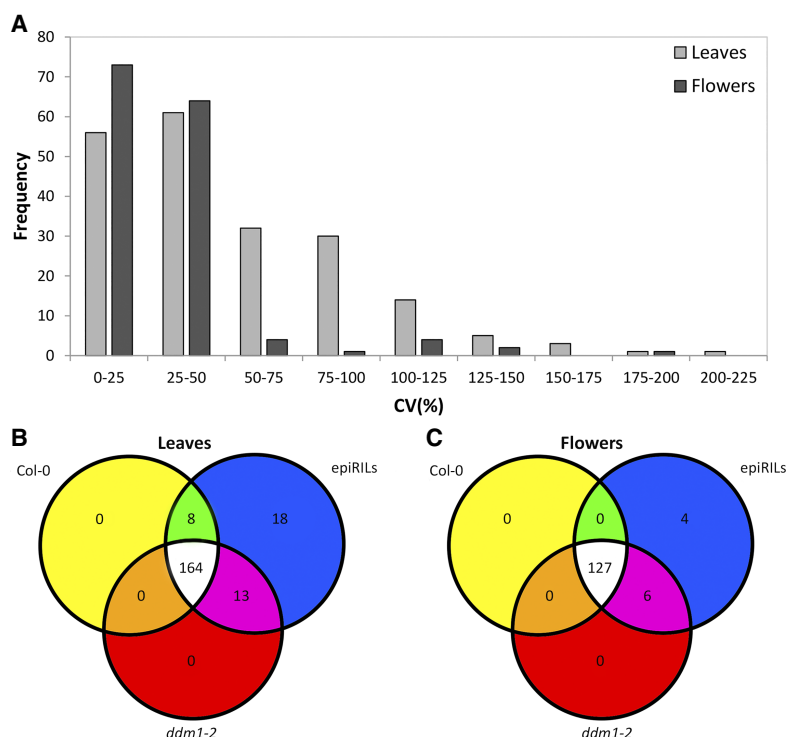 A
80
70
60
50
40
30
20
10
0
Frequency
Leaves
Flowers
0-25 25-50 50-75 75-100 100-125 125-150 150-175 175-200 200-225
CV(%)
B
Leaves
Col-0
epiRILs
0
8
18
164
0
13
0
ddm1-2
C
Flowers
Col-0
epiRILs
0
0
4
127
0
6
0
ddm1-2